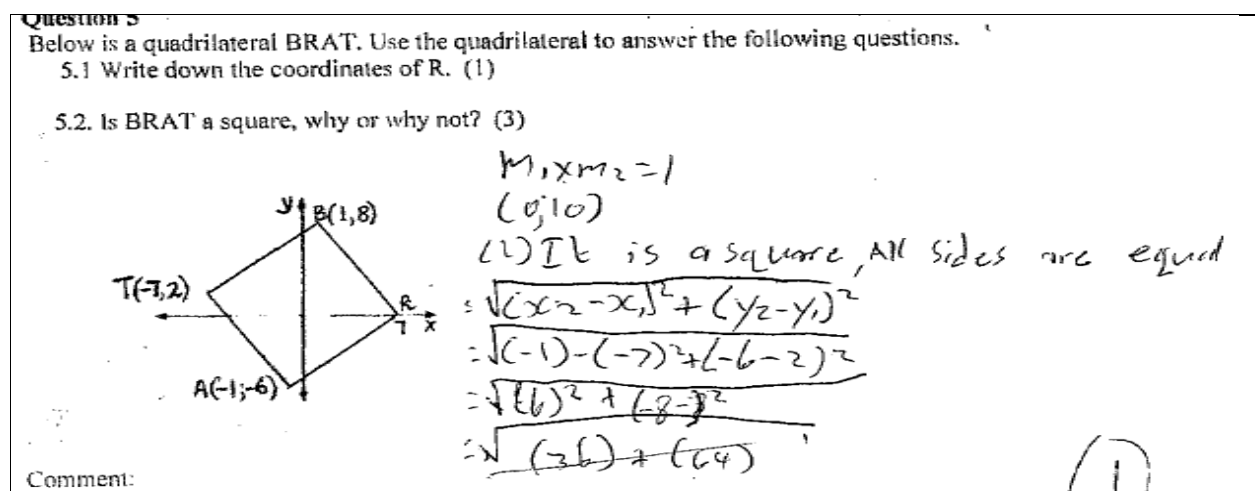 Question 5
Below is a quadrilateral BRAT. Use the quadrilateral to answer the following questions.
5.1 Write down the coordinates of R. (1)
5.2. Is BRAT a square, why or why not? (3)
M1 x m2 = 1
(0;10)
(2) It is a square, All sides are equal
y
B(1,8)
T(-7,2)
R
7 x
A(-1;-6)
= √(x2 - x1)² + (y2 - y1)²
= √(-1) - (-7)² + (-6 - 2)²
= √(6)² + (-8)²
= √(36) + (64)
Comment:
1